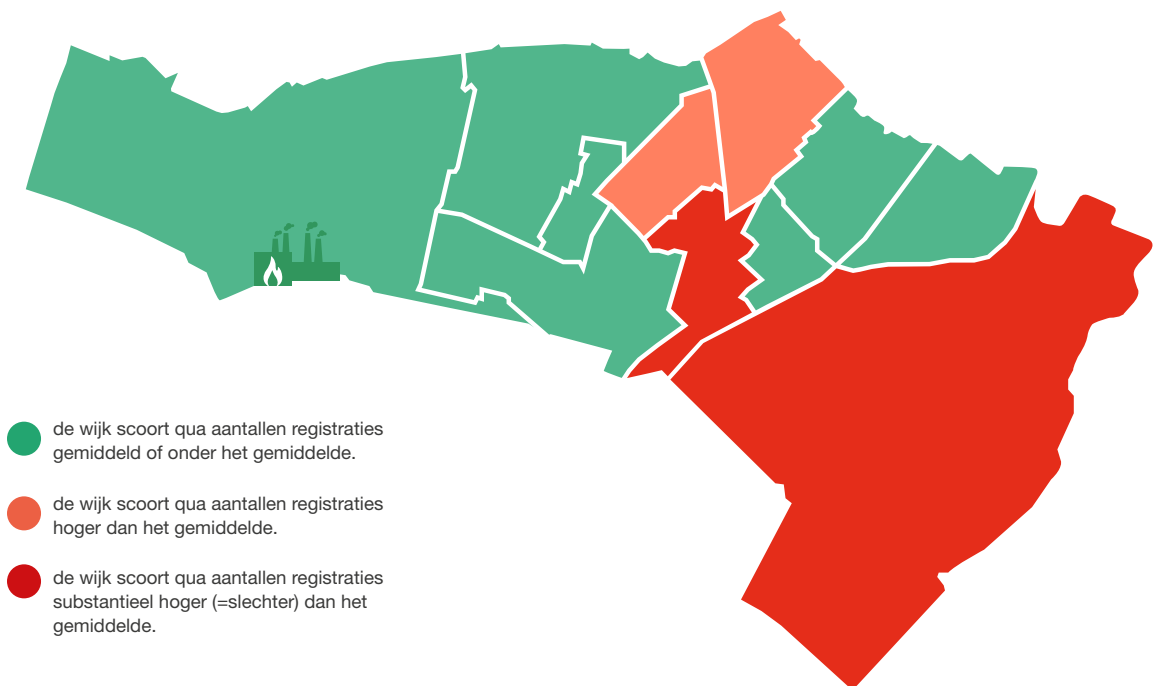 de wijk scoort qua aantallen registraties
gemiddeld of onder het gemiddelde.
de wijk scoort qua aantallen registraties
hoger dan het gemiddelde.
de wijk scoort qua aantallen registraties
substantieel hoger (=slechter) dan het
gemiddelde.